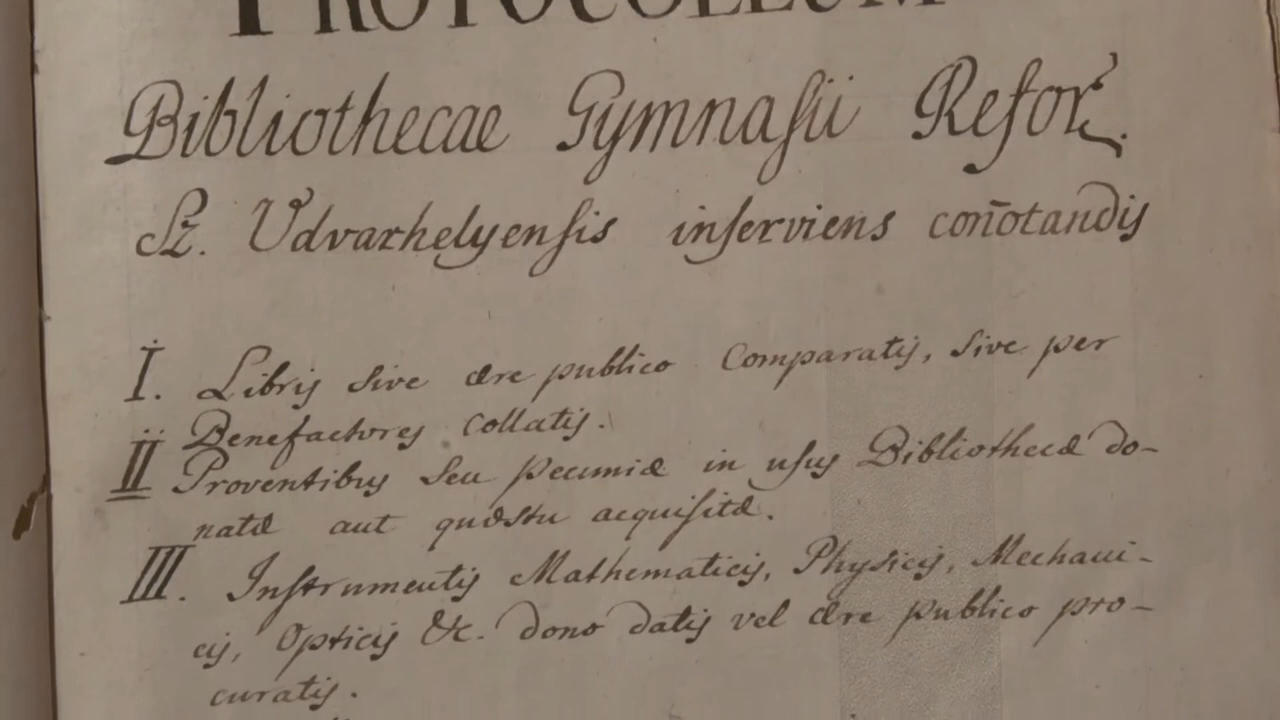 PROTOCOLLUM
Bibliothecae Gymnasii Refor.
Sz. Udvarhelyensis inserviens coñotandis
I. Libris sive ære publico Comparatis, sive per
Benefactores collatis.
II Proventibus seu Pecuniæ in usus Bibliothecæ do-
natæ aut quæstu acquisitæ.
III. Instrumentis Mathematicis, Physicis, Mechani-
cis, Opticis &c. dono datis vel ære publico pro-
curatis.